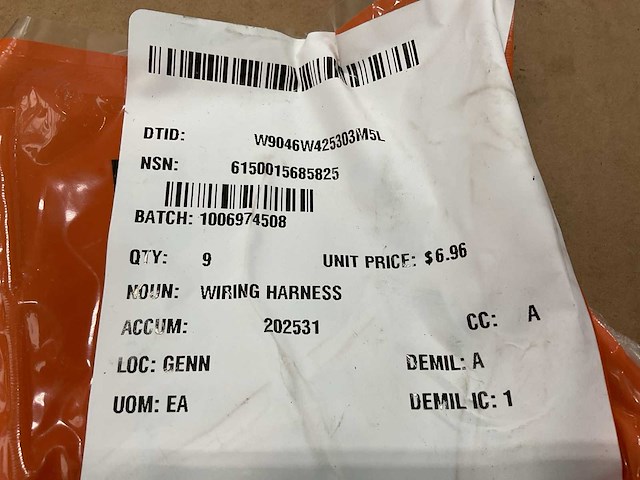 DTID: W9046W425303M5L
NSN: 6150015685825
BATCH: 1006974508
QTY: 9 UNIT PRICE: $6.96
NOUN: WIRING HARNESS
ACCUM: 202531 CC: A
LOC: GENN DEMIL: A
UOM: EA DEMIL IC: 1